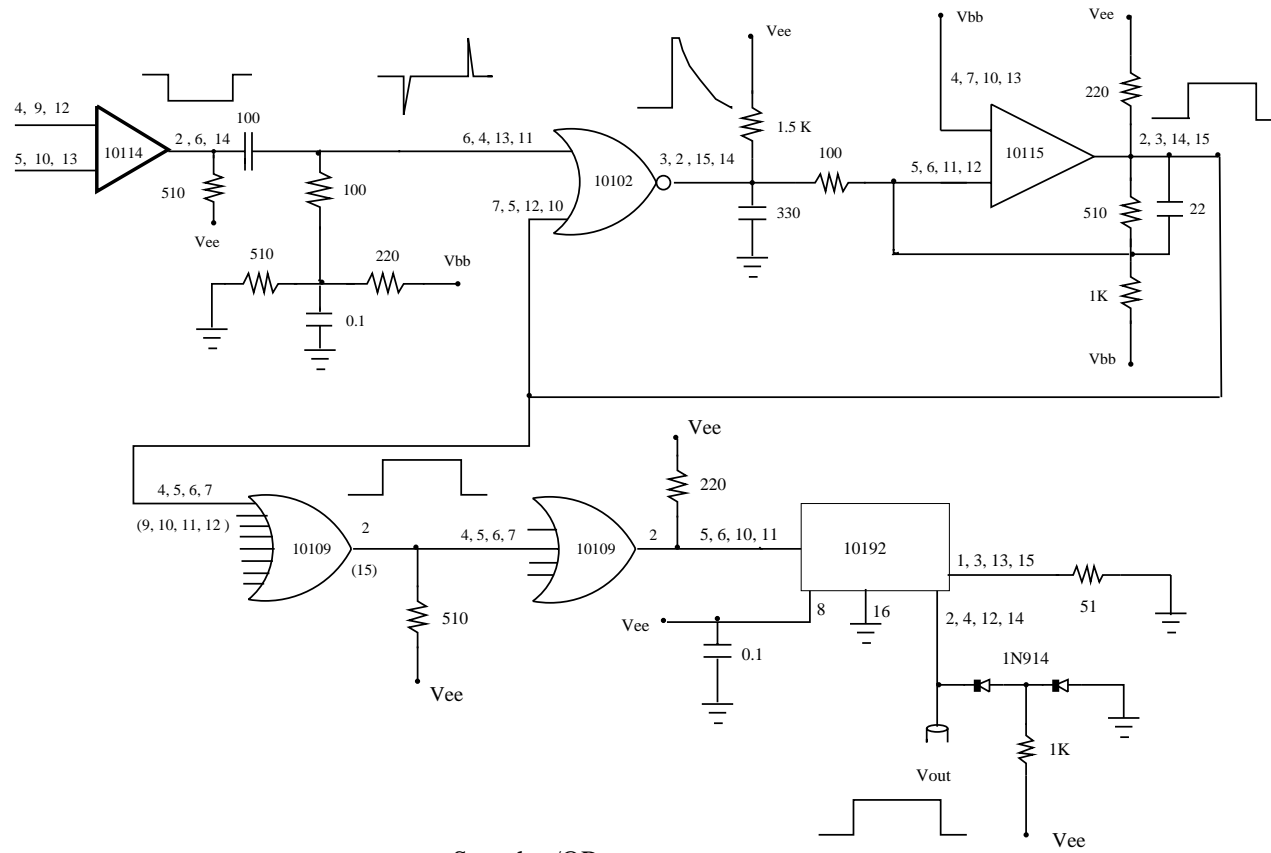 Vbb
Vee
Vee
4, 7, 10, 13
220
4, 9, 12
100
2 , 6, 14
6, 4, 13, 11
1.5 K
3, 2 , 15, 14
100
2, 3, 14, 15
10114
10102
10115
5, 10, 13
5, 6, 11, 12
510
100
7, 5, 12, 10
330
510
22
Vee
510
220
Vbb
1K
0.1
Vbb
Vee
220
4, 5, 6, 7
(9, 10, 11, 12 )
2
4, 5, 6, 7
2
5, 6, 10, 11
10109
10109
10192
(15)
1, 3, 13, 15
510
8
16
51
Vee
2, 4, 12, 14
0.1
1N914
Vee
1K
Vout
Vee